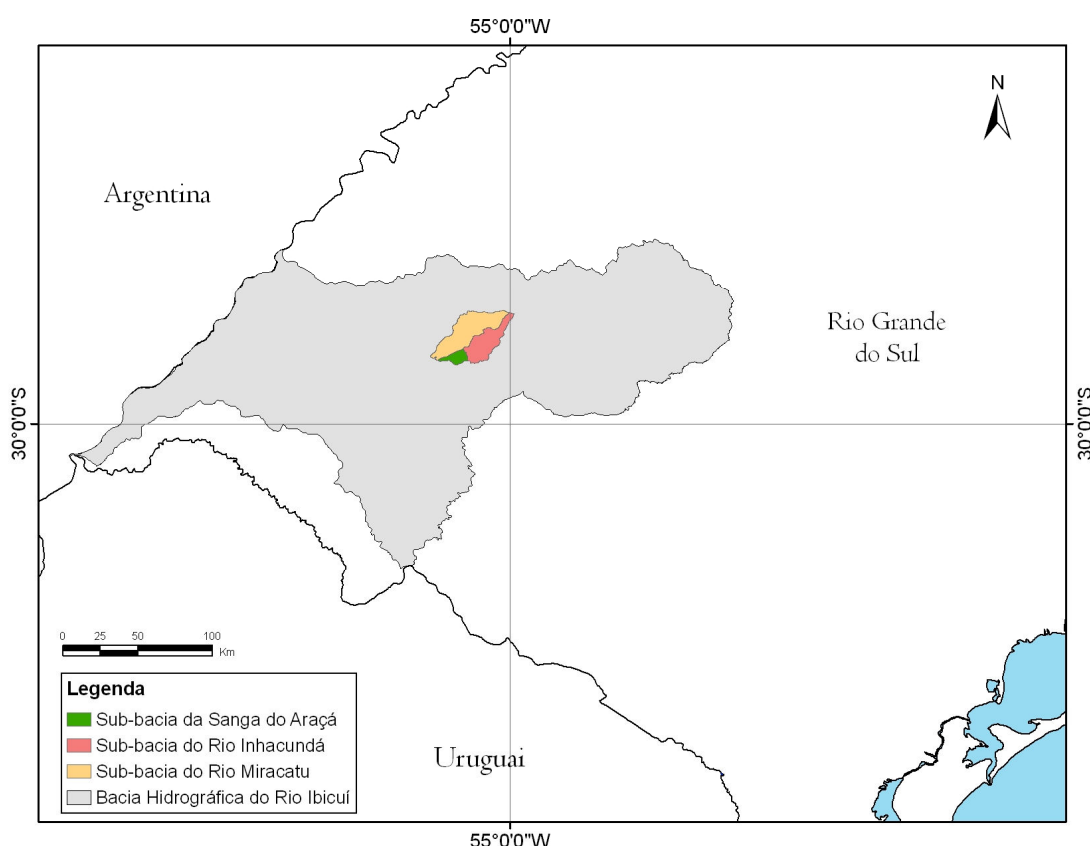 55°0'0"W
N
Argentina
Rio Grande
do Sul
30°0'0"S
30°0'0"S
0 25 50 100
Km
Legenda
Sub-bacia da Sanga do Araçá
Sub-bacia do Rio Inhacundá
Sub-bacia do Rio Miracatu
Bacia Hidrográfica do Rio Ibicuí
Uruguai
55°0'0"W